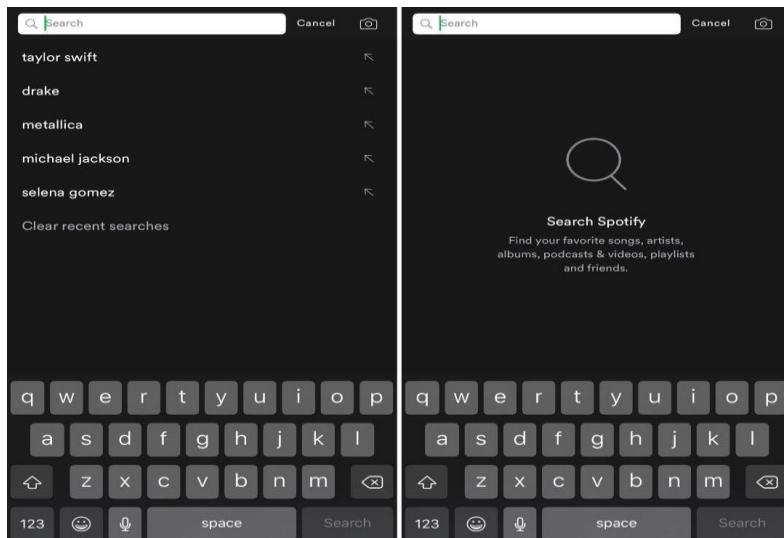 Search
Cancel
taylor swift
drake
metallica
michael jackson
selena gomez
Clear recent searches
q w e r t y u i o p
a s d f g h j k l
z x c v b n m
123
space
Search
Search
Cancel
Search Spotify
Find your favorite songs, artists,
albums, podcasts & videos, playlists
and friends.
q w e r t y u i o p
a s d f g h j k l
z x c v b n m
123
space
Search